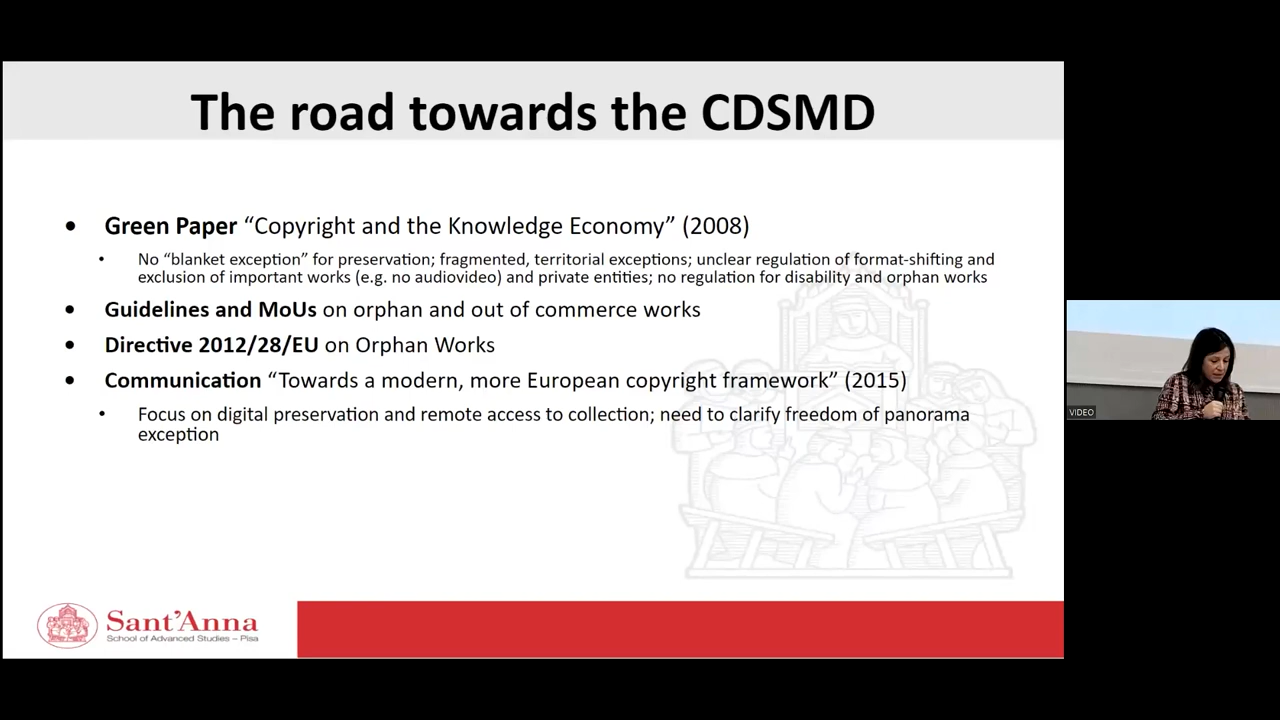 The road towards the CDSMD
• Green Paper “Copyright and the Knowledge Economy” (2008)
• No “blanket exception” for preservation; fragmented, territorial exceptions; unclear regulation of format-shifting and
exclusion of important works (e.g. no audiovideo) and private entities; no regulation for disability and orphan works
• Guidelines and MoUs on orphan and out of commerce works
• Directive 2012/28/EU on Orphan Works
• Communication “Towards a modern, more European copyright framework” (2015)
• Focus on digital preservation and remote access to collection; need to clarify freedom of panorama
exception
VIDEO
Sant'Anna
School of Advanced Studies – Pisa